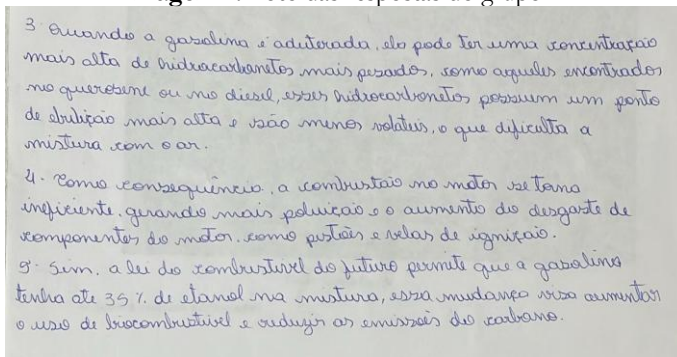 3. Quando a gasolina é aduterada, ela pode ter uma concentração
mais alta de hidrocarbonetos mais pesados, como aqueles encontrados
no querosene ou no diesel, esses hidrocarbonetos possuem um ponto
de ebulição mais alta e são menos voláteis, o que dificulta a
mistura com o ar.
4. Como consequência, a combustão no motor se torna
ineficiente, gerando mais poluição e o aumento do desgaste de
componentes do motor, como pistões e velas de ignição.
5. Sim, a lei do combustível do futuro permite que a gasolina
tenha até 35 % de etanol na mistura, essa mudança visa aumentar
o uso de biocombustível e reduzir as emissões do carbono.